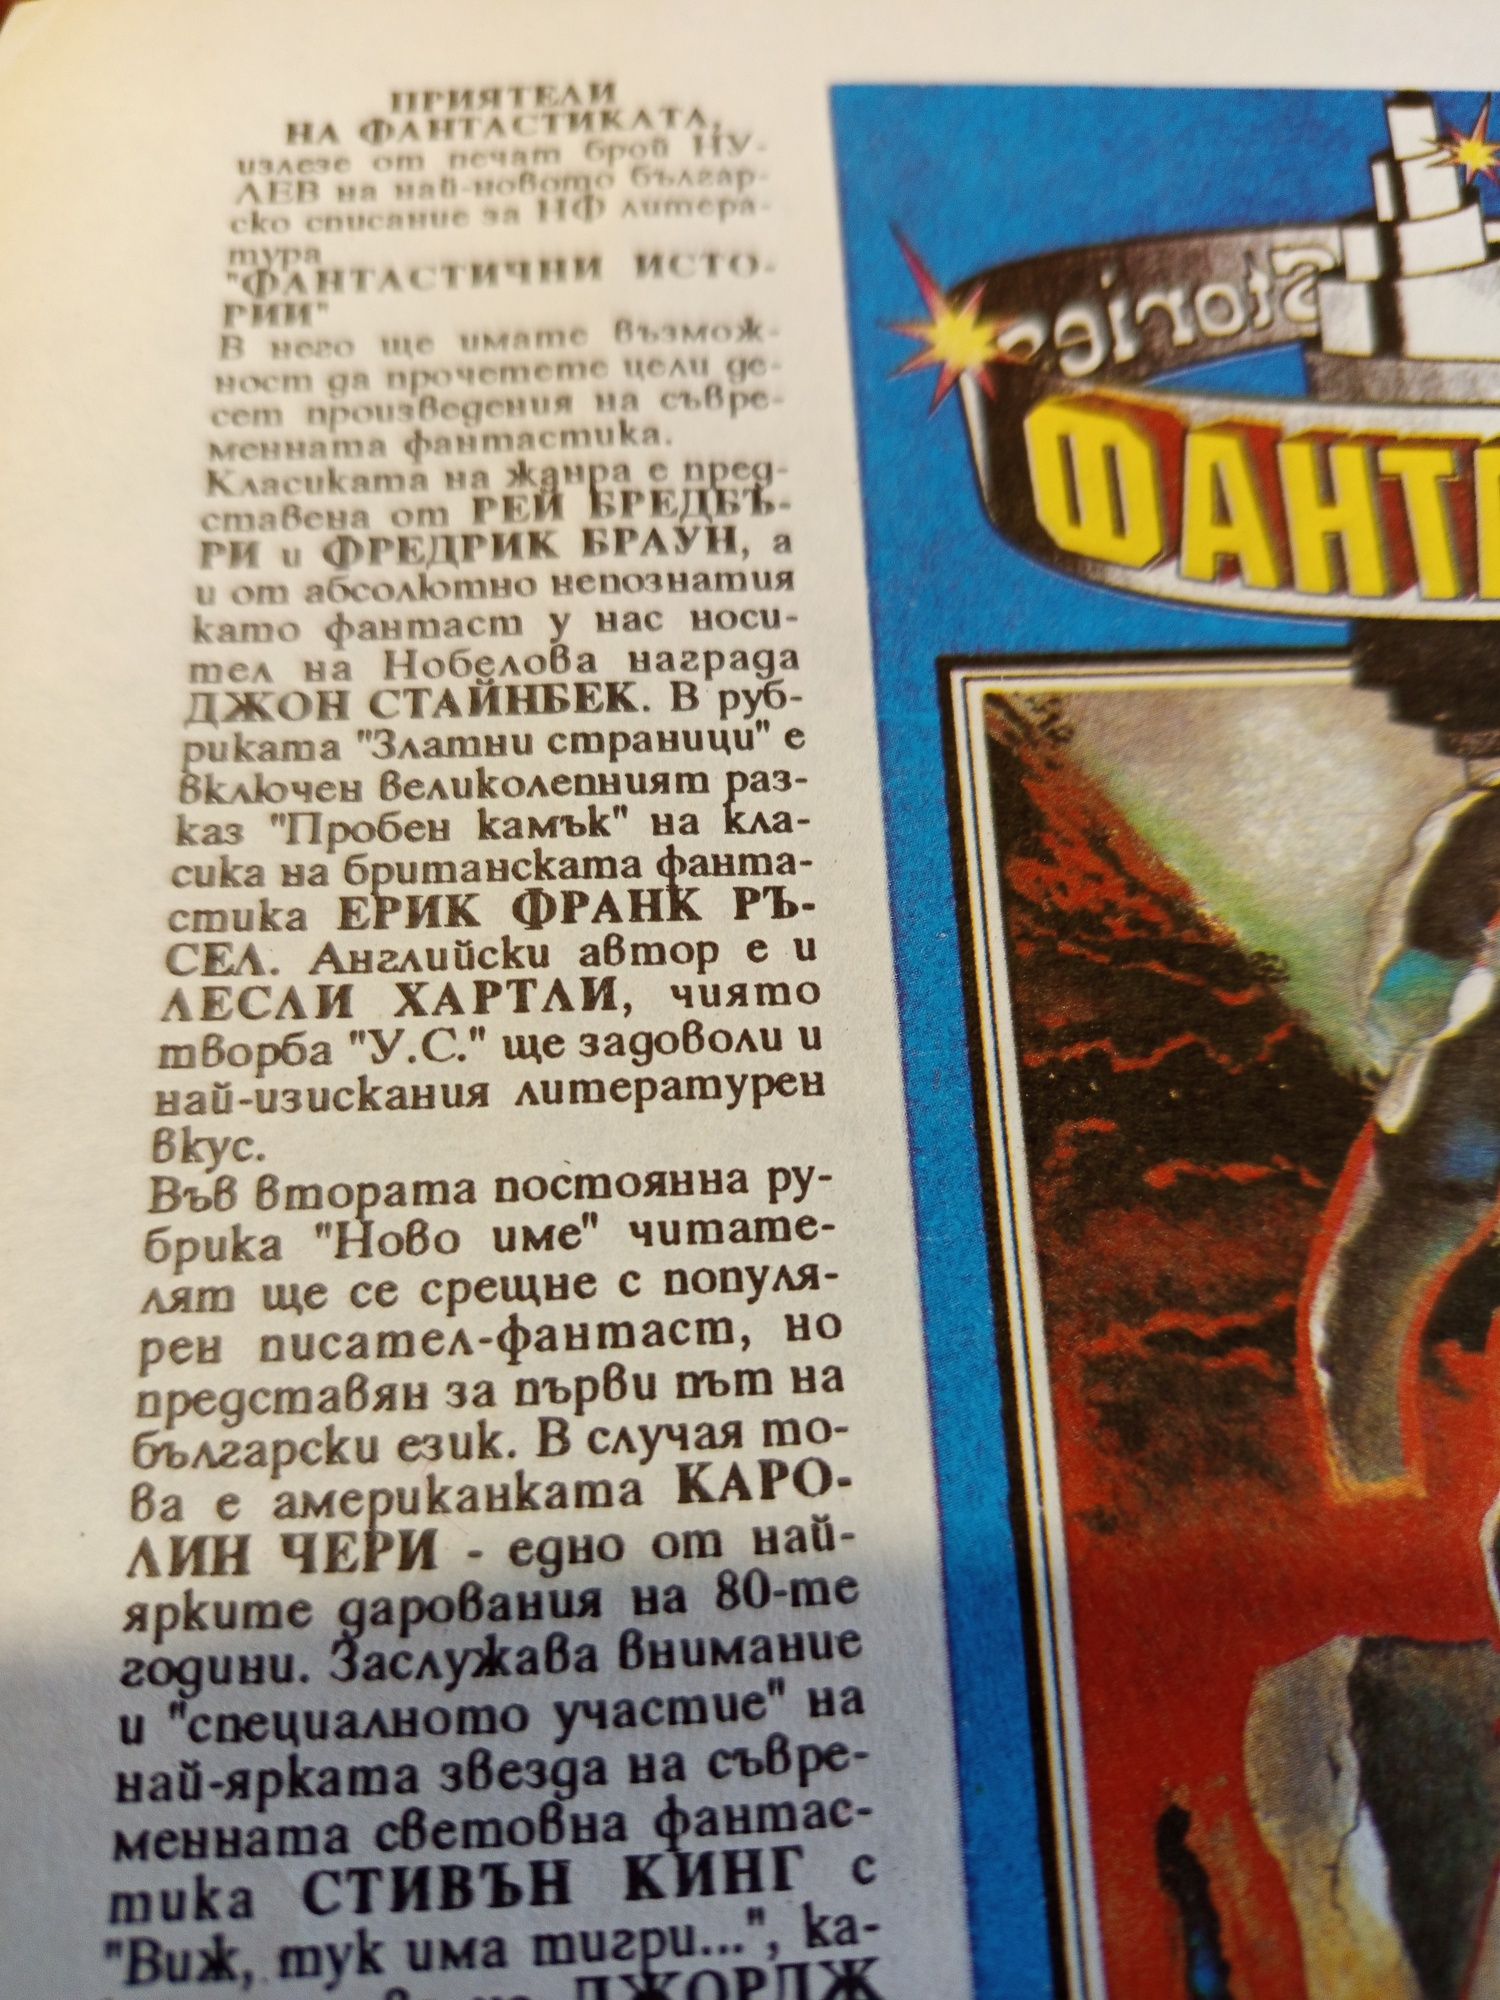 ПРИЯТЕЛИ
НА ФАНТАСТИКАТА,
излезе от печат брой НУ-
ЛЕВ на най-новото българ-
ско списание за НФ литера-
тура
"ФАНТАСТИЧНИ ИСТО-
РИИ"
В него ще имате възмож-
ност да прочетете цели де-
сет произведения на съвре-
менната фантастика.
Класиката на жанра е пред-
ставена от РЕЙ БРЕДБЪ-
РИ и ФРЕДРИК БРАУН, а
и от абсолютно непознатия
като фантаст у нас носи-
тел на Нобелова награда
ДЖОН СТАЙНБЕК. В руб-
риката "Златни страници" е
включен великолепният раз-
каз "Пробен камък" на кла-
сика на британската фанта-
стика ЕРИК ФРАНК РЪ-
СЕЛ. Английски автор е и
ЛЕСЛИ ХАРТЛИ, чиято
творба "У.С." ще задоволи и
най-изискания литературен
вкус.
Във втората постоянна ру-
брика "Ново име" читате-
лят ще се срещне с популя-
рен писател-фантаст, но
представян за първи път на
български език. В случая то-
ва е американката КАРО-
ЛИН ЧЕРИ - едно от най-
ярките дарования на 80-те
години. Заслужава внимание
и "специалното участие" на
най-ярката звезда на съвре-
менната световна фантас-
тика СТИВЪН КИНГ с
"Виж, тук има тигри...", ка-
ДЖОРДЖ
Stories
ФАНТ